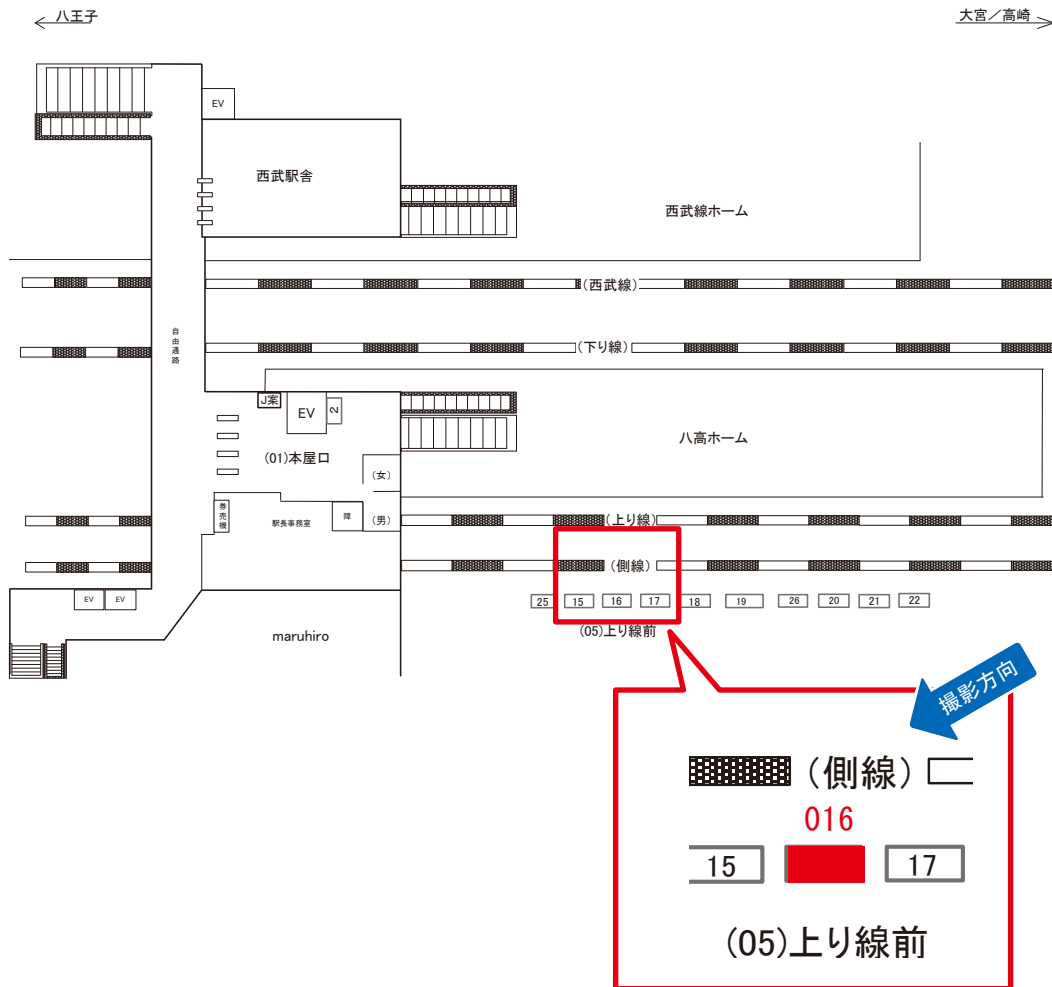 八王子
大宮／高崎
EV
西武駅舎
西武線ホーム
(西武線)
自由通路
(下り線)
J案
EV
2
八高ホーム
(01)本屋口
(女)
券売機
駅長事務室
障
(男)
(上り線)
(側線)
EV
EV
25
15
16
17
18
19
26
20
21
22
(05)上り線前
maruhiro
撮影方向
(側線)
016
15
17
(05)上り線前